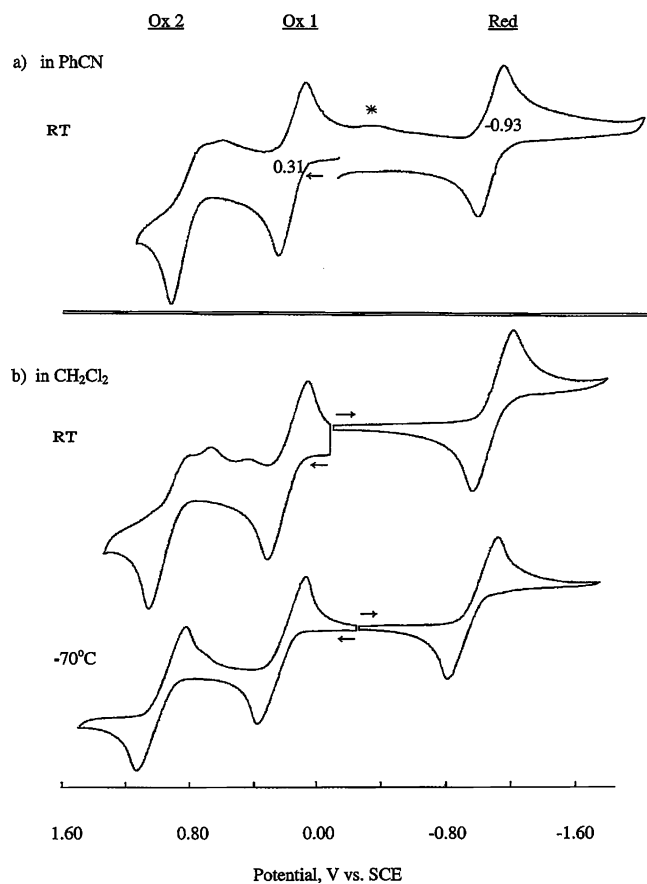 Ox 2 Ox 1 Red
a) in PhCN
*
RT
-0.93
0.31
←
b) in CH₂Cl₂
→
RT
←
→
-70°C
←
1.60 0.80 0.00 -0.80 -1.60
Potential, V vs. SCE